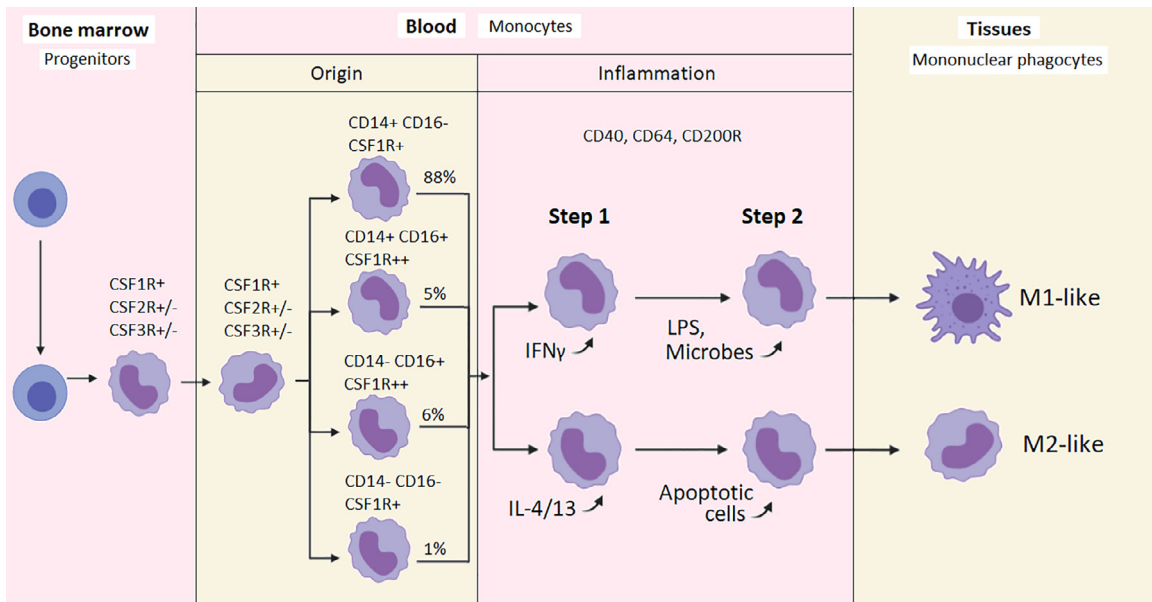 Bone marrow
Progenitors
Blood Monocytes
Tissues
Mononuclear phagocytes
Origin
Inflammation
CD14+ CD16-
CSF1R+
88%
CD14+ CD16+
CSF1R++
5%
CD14- CD16+
CSF1R++
6%
CD14- CD16-
CSF1R+
1%
CSF1R+
CSF2R+/-
CSF3R+/-
CSF1R+
CSF2R+/-
CSF3R+/-
CD40, CD64, CD200R
Step 1
Step 2
IFNγ
LPS,
Microbes
M1-like
IL-4/13
Apoptotic
cells
M2-like